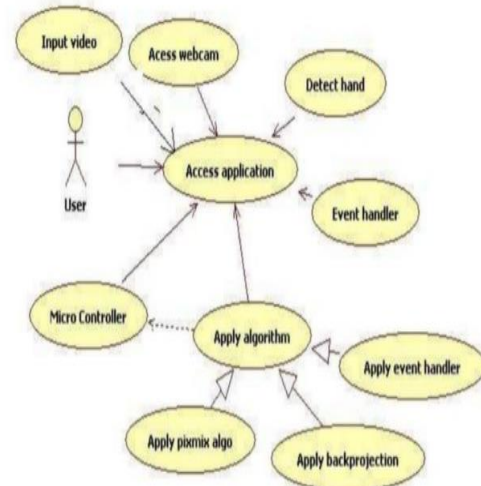 Input video
Acess webcam
Detect hand
User
Access application
Event handler
Micro Controller
Apply algorithm
Apply event handler
Apply pixmix algo
Apply backprojection